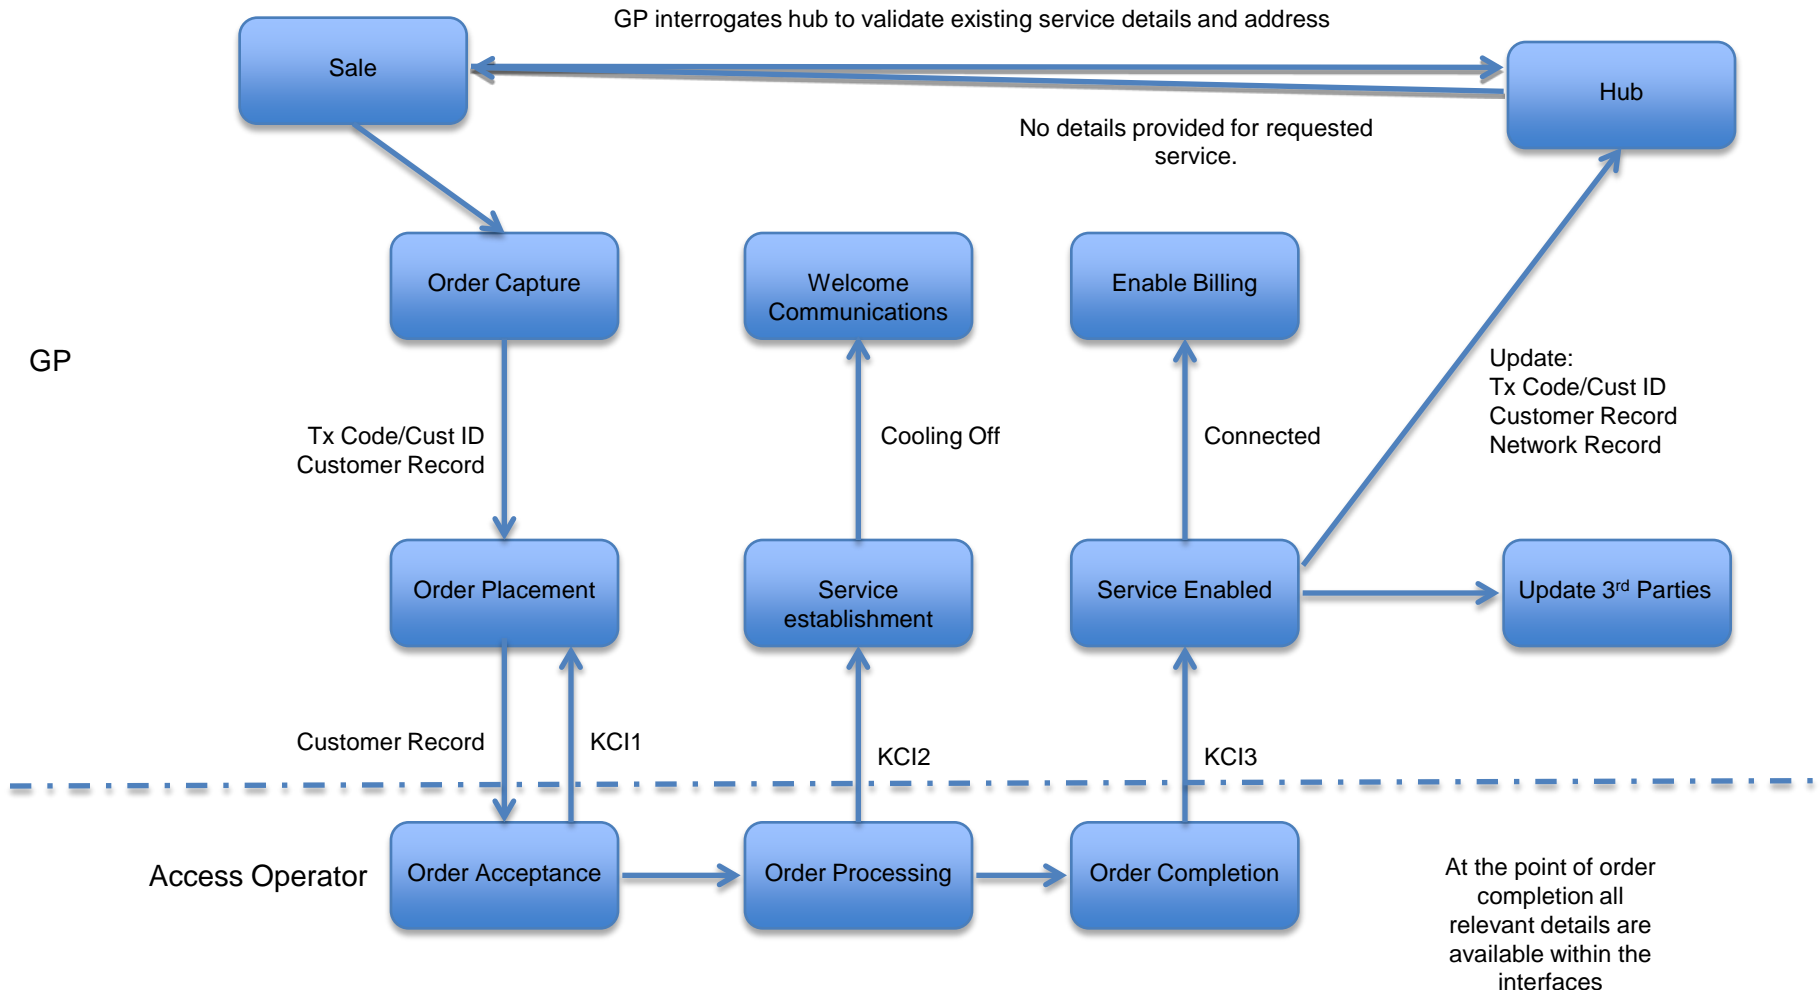 GP interrogates hub to validate existing service details and address
Sale
Hub
No details provided for requested
service.
Order Capture
Welcome
Communications
Enable Billing
GP
Update:
Tx Code/Cust ID
Customer Record
Network Record
Tx Code/Cust ID
Customer Record
Cooling Off
Connected
Order Placement
Service
establishment
Service Enabled
Update 3rd Parties
Customer Record
KCI1
KCI2
KCI3
Access Operator
Order Acceptance
Order Processing
Order Completion
At the point of order
completion all
relevant details are
available within the
interfaces